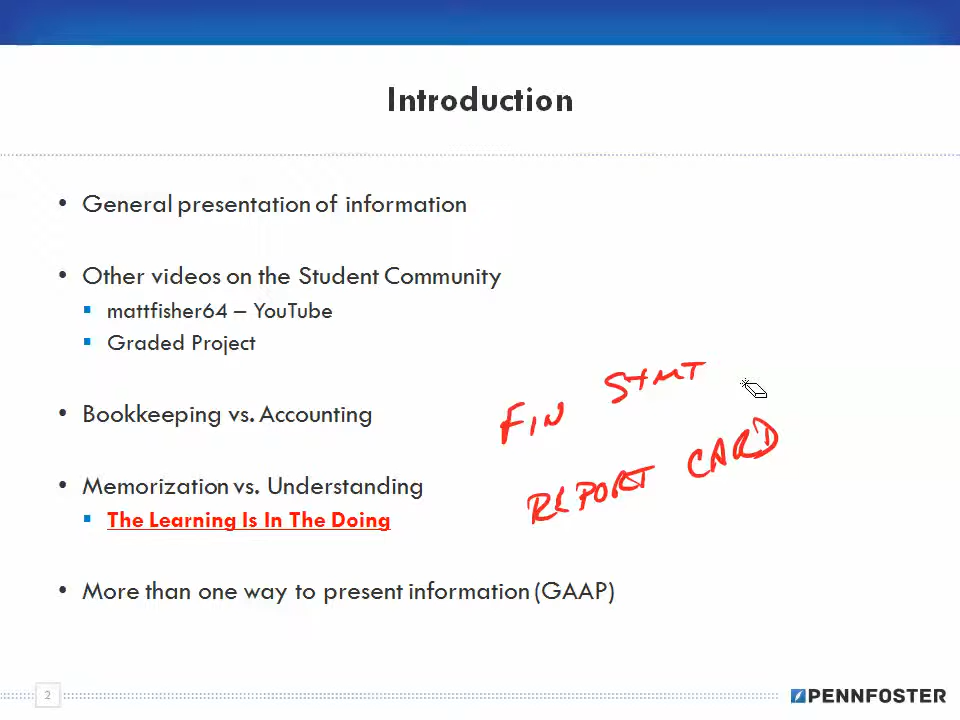 Introduction
• General presentation of information
• Other videos on the Student Community
▪ mattfisher64 – YouTube
▪ Graded Project
• Bookkeeping vs. Accounting
FIN STMT
• Memorization vs. Understanding
REPORT CARD
▪ The Learning Is In The Doing
• More than one way to present information (GAAP)
2
PENNFOSTER